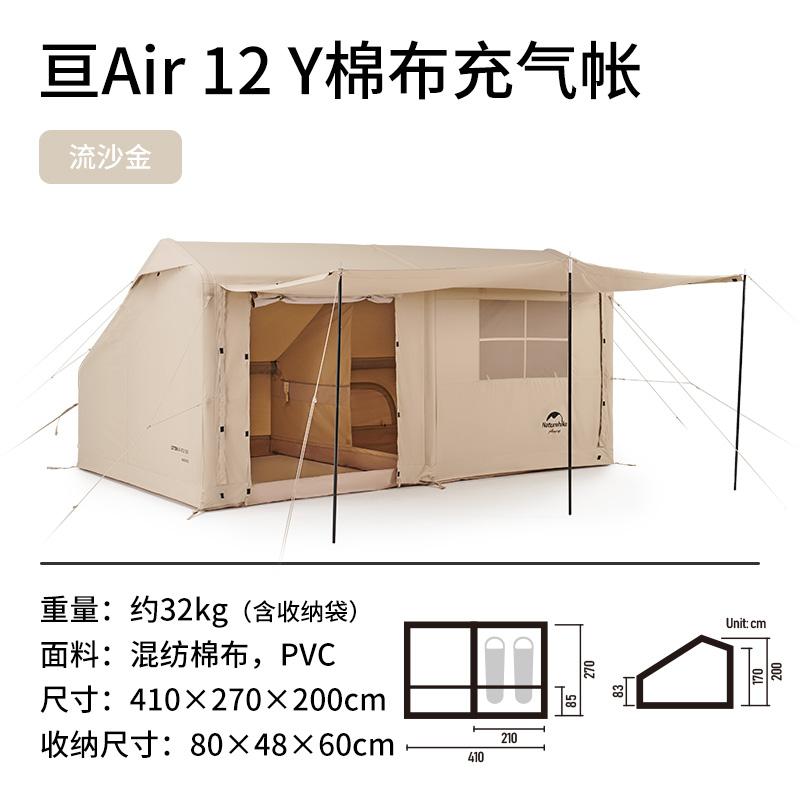 亘Air 12 Y棉布充气帐
流沙金
Naturehike
重量：约32kg（含收纳袋）
面料：混纺棉布，PVC
尺寸：410×270×200cm
收纳尺寸：80×48×60cm
270
85
210
410
Unit: cm
83
170
200